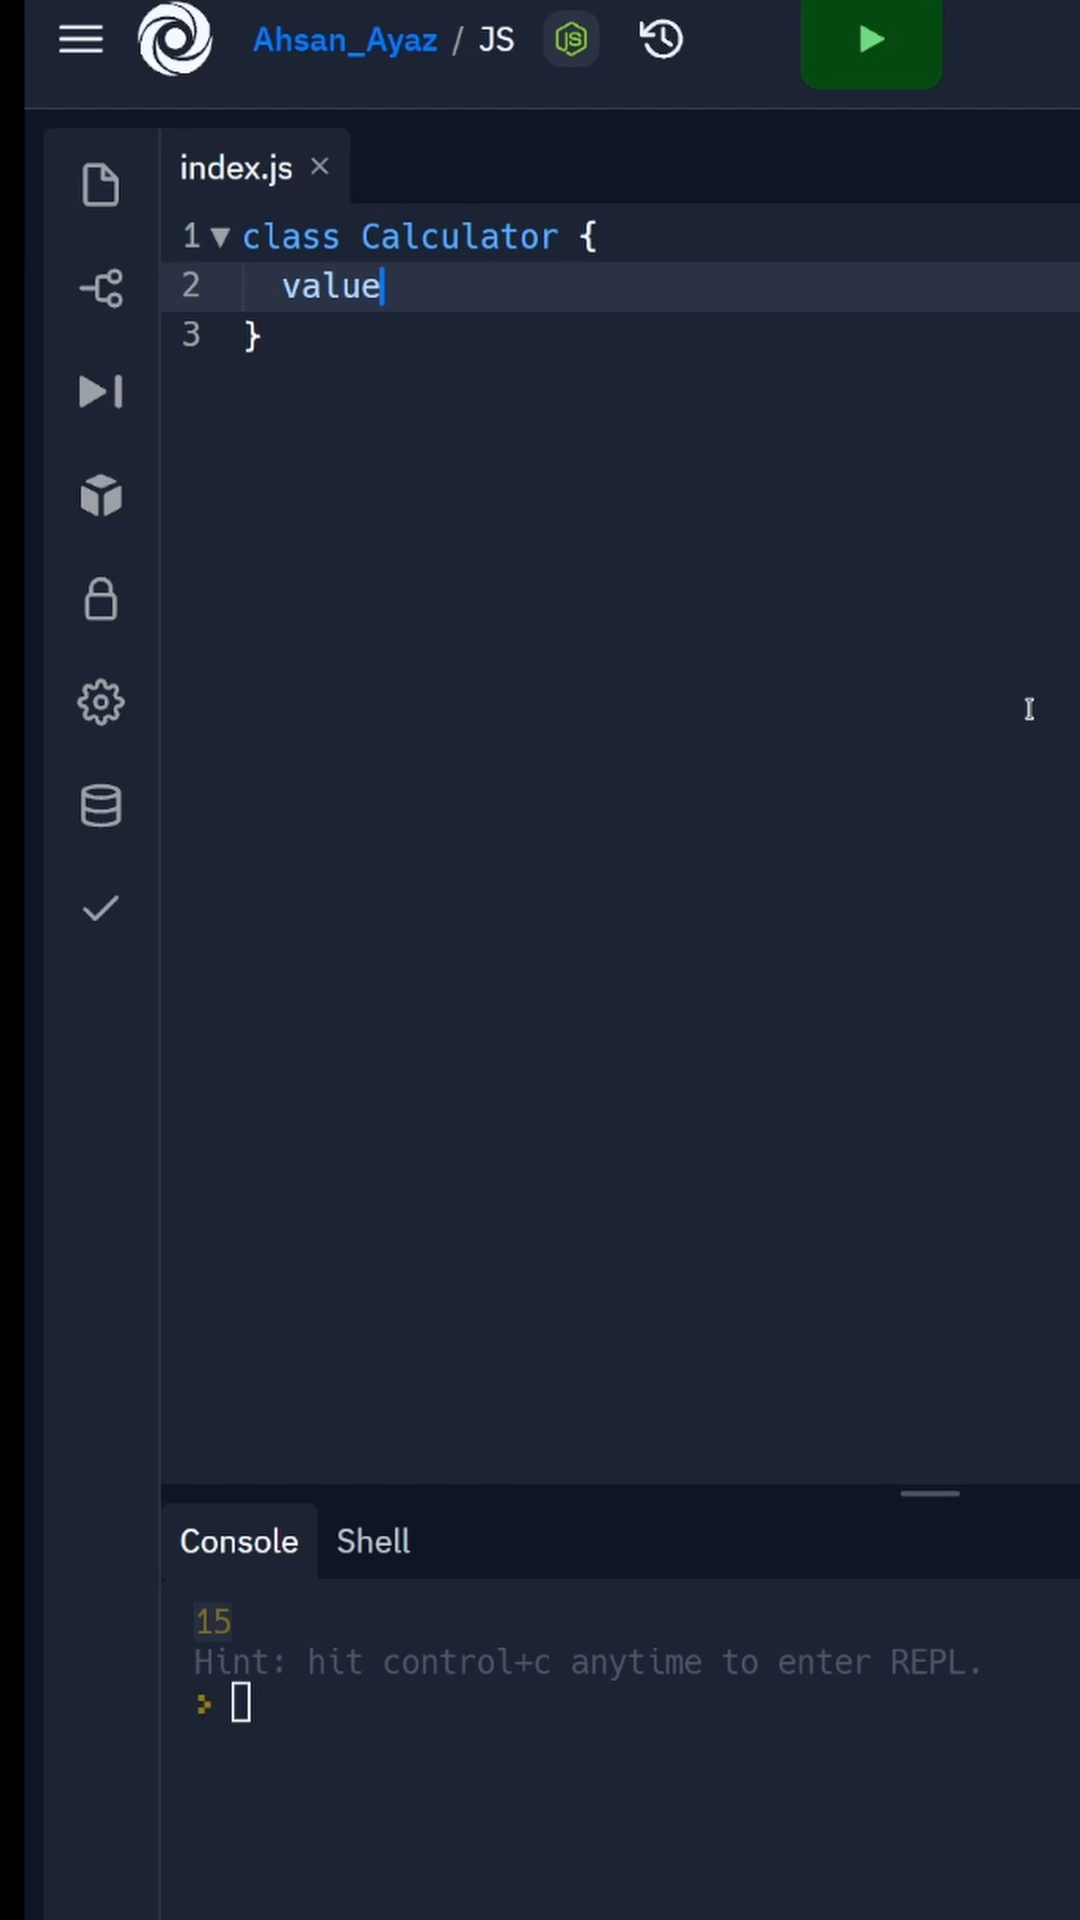 Ahsan_Ayaz / JS
index.js ×
1 class Calculator {
2 value
3 }
Console Shell
15
Hint: hit control+c anytime to enter REPL.